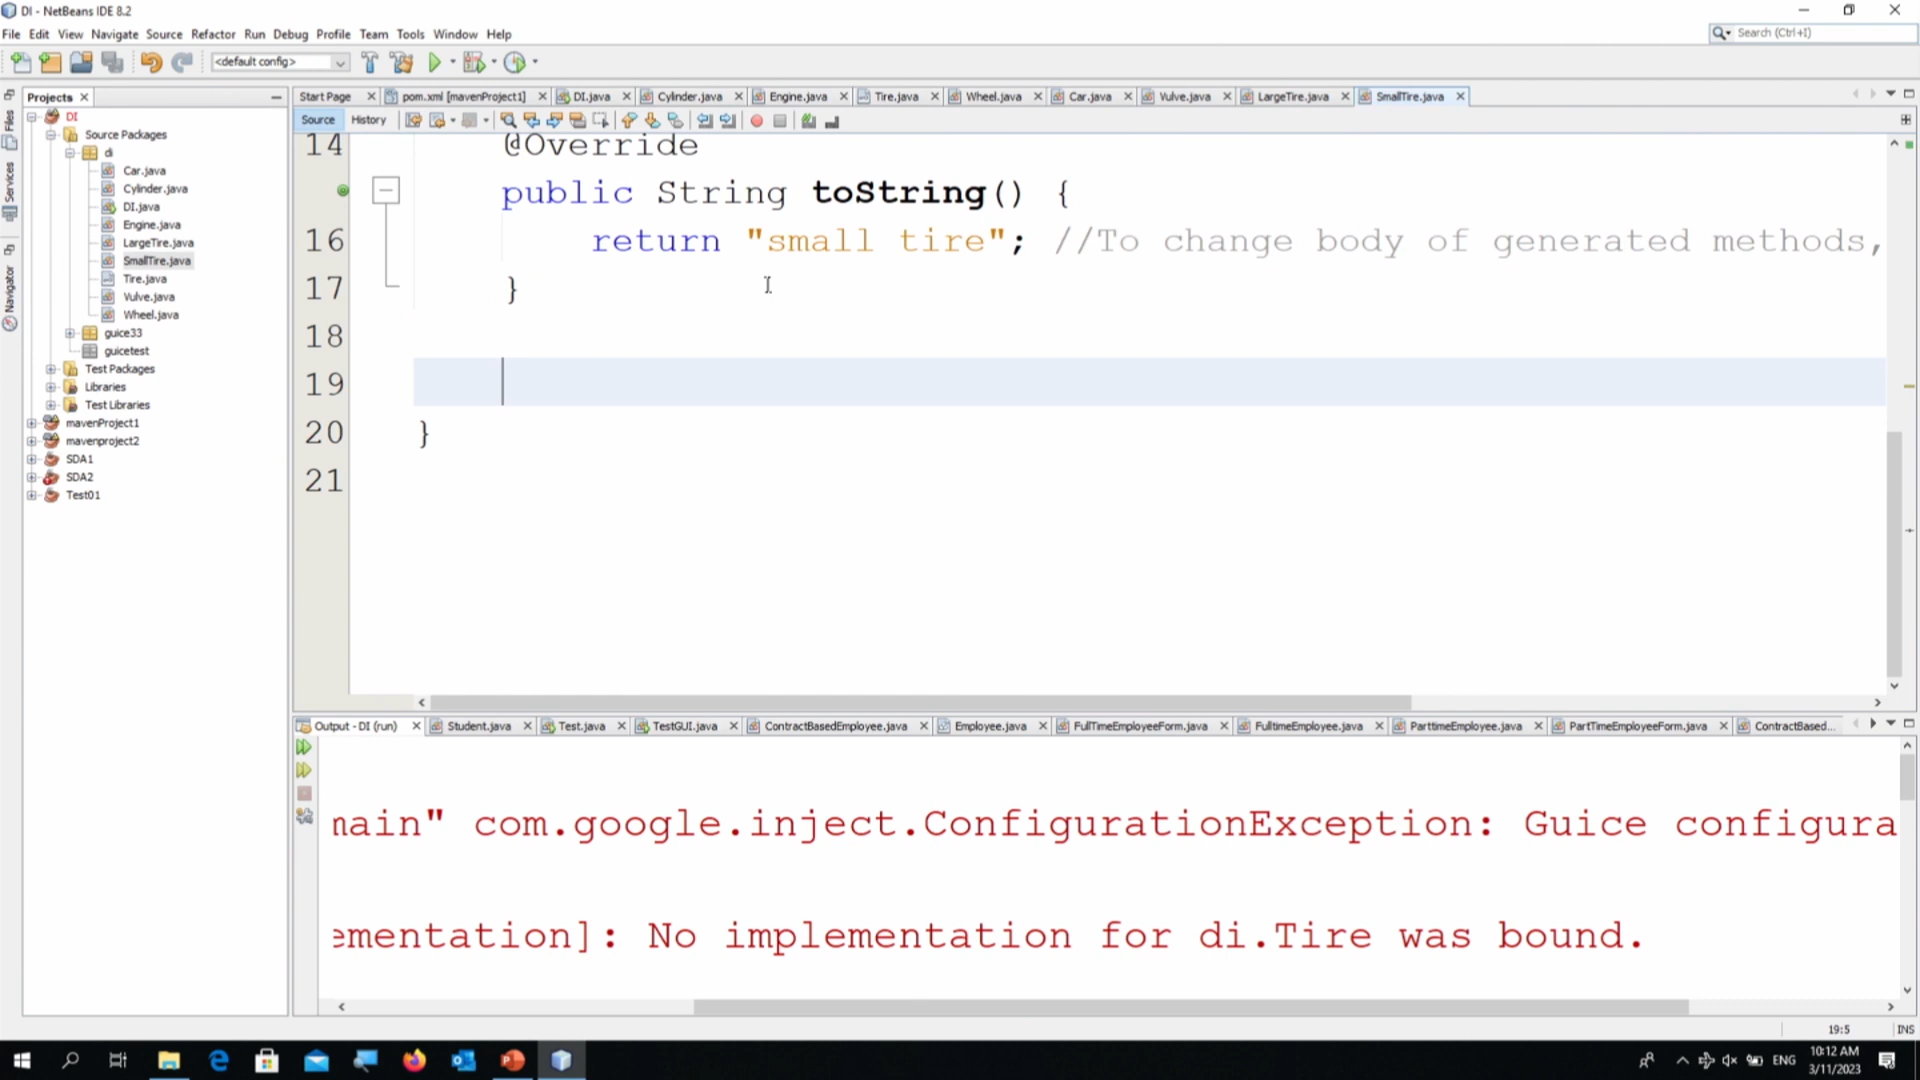 DI - NetBeans IDE 8.2
File Edit View Navigate Source Refactor Run Debug Profile Team Tools Window Help
Search (Ctrl+I)
<default config>
Files
Services
Navigator
Projects
DI
Source Packages
di
Car.java
Cylinder.java
DI.java
Engine.java
LargeTire.java
SmallTire.java
Tire.java
Vulve.java
Wheel.java
guice33
guicetest
Test Packages
Libraries
Test Libraries
mavenProject1
mavenproject2
SDA1
SDA2
Test01
Start Page pom.xml [mavenProject1] DI.java Cylinder.java Engine.java Tire.java Wheel.java Car.java Vulve.java LargeTire.java SmallTire.java
Source History
14 @Override
public String toString() {
16 return "small tire"; //To change body of generated methods,
17 }
18
19
20 }
21
Output - DI (run) Student.java Test.java TestGUI.java ContractBasedEmployee.java Employee.java FullTimeEmployeeForm.java FulltimeEmployee.java ParttimeEmployee.java PartTimeEmployeeForm.java ContractBased...
main" com.google.inject.ConfigurationException: Guice configura
ementation]: No implementation for di.Tire was bound.
19:5 INS
ENG
10:12 AM
3/11/2023